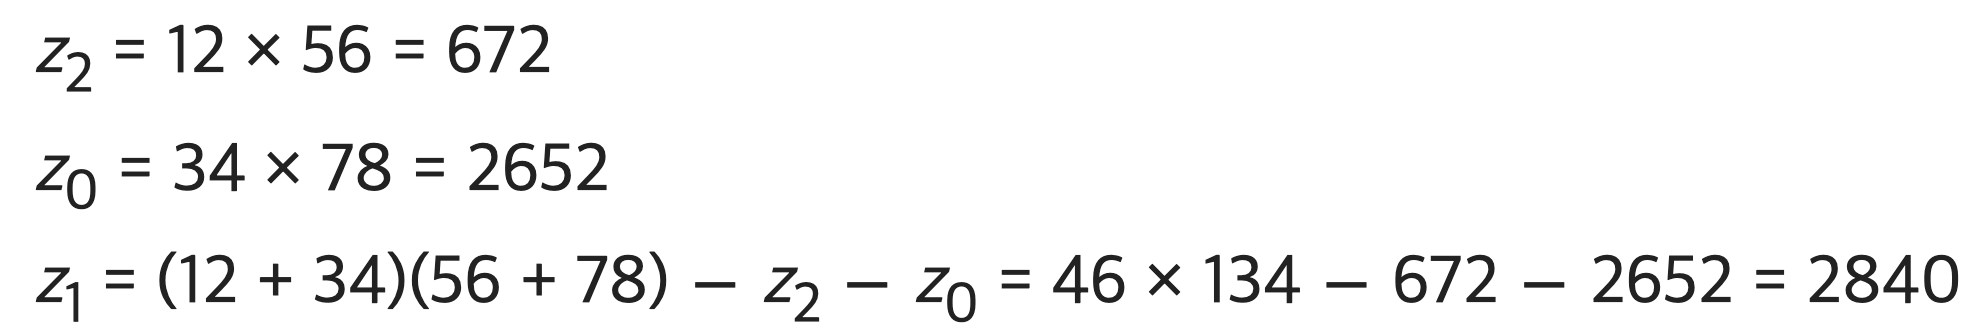 z₂ = 12 × 56 = 672
z₀ = 34 × 78 = 2652
z₁ = (12 + 34)(56 + 78) − z₂ − z₀ = 46 × 134 − 672 − 2652 = 2840